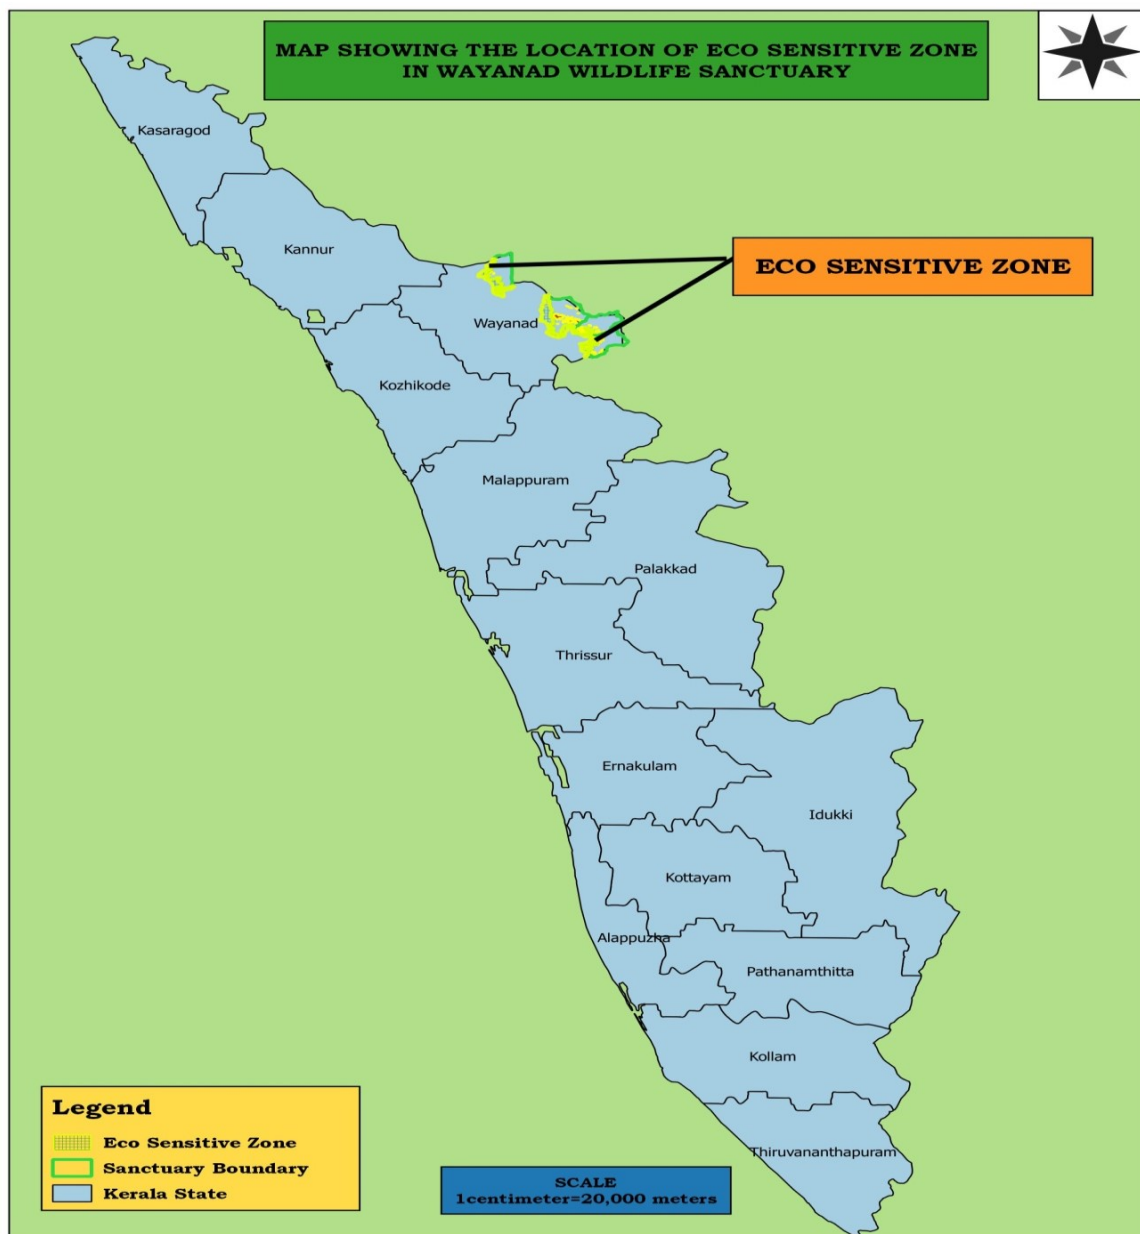 MAP SHOWING THE LOCATION OF ECO SENSITIVE ZONE
IN WAYANAD WILDLIFE SANCTUARY
Kasaragod
Kannur
ECO SENSITIVE ZONE
Wayanad
Kozhikode
Malappuram
Palakkad
Thrissur
Ernakulam
Idukki
Kottayam
Alappuzha
Pathanamthitta
Kollam
Thiruvananthapuram
Legend
Eco Sensitive Zone
Sanctuary Boundary
Kerala State
SCALE
1centimeter=20,000 meters